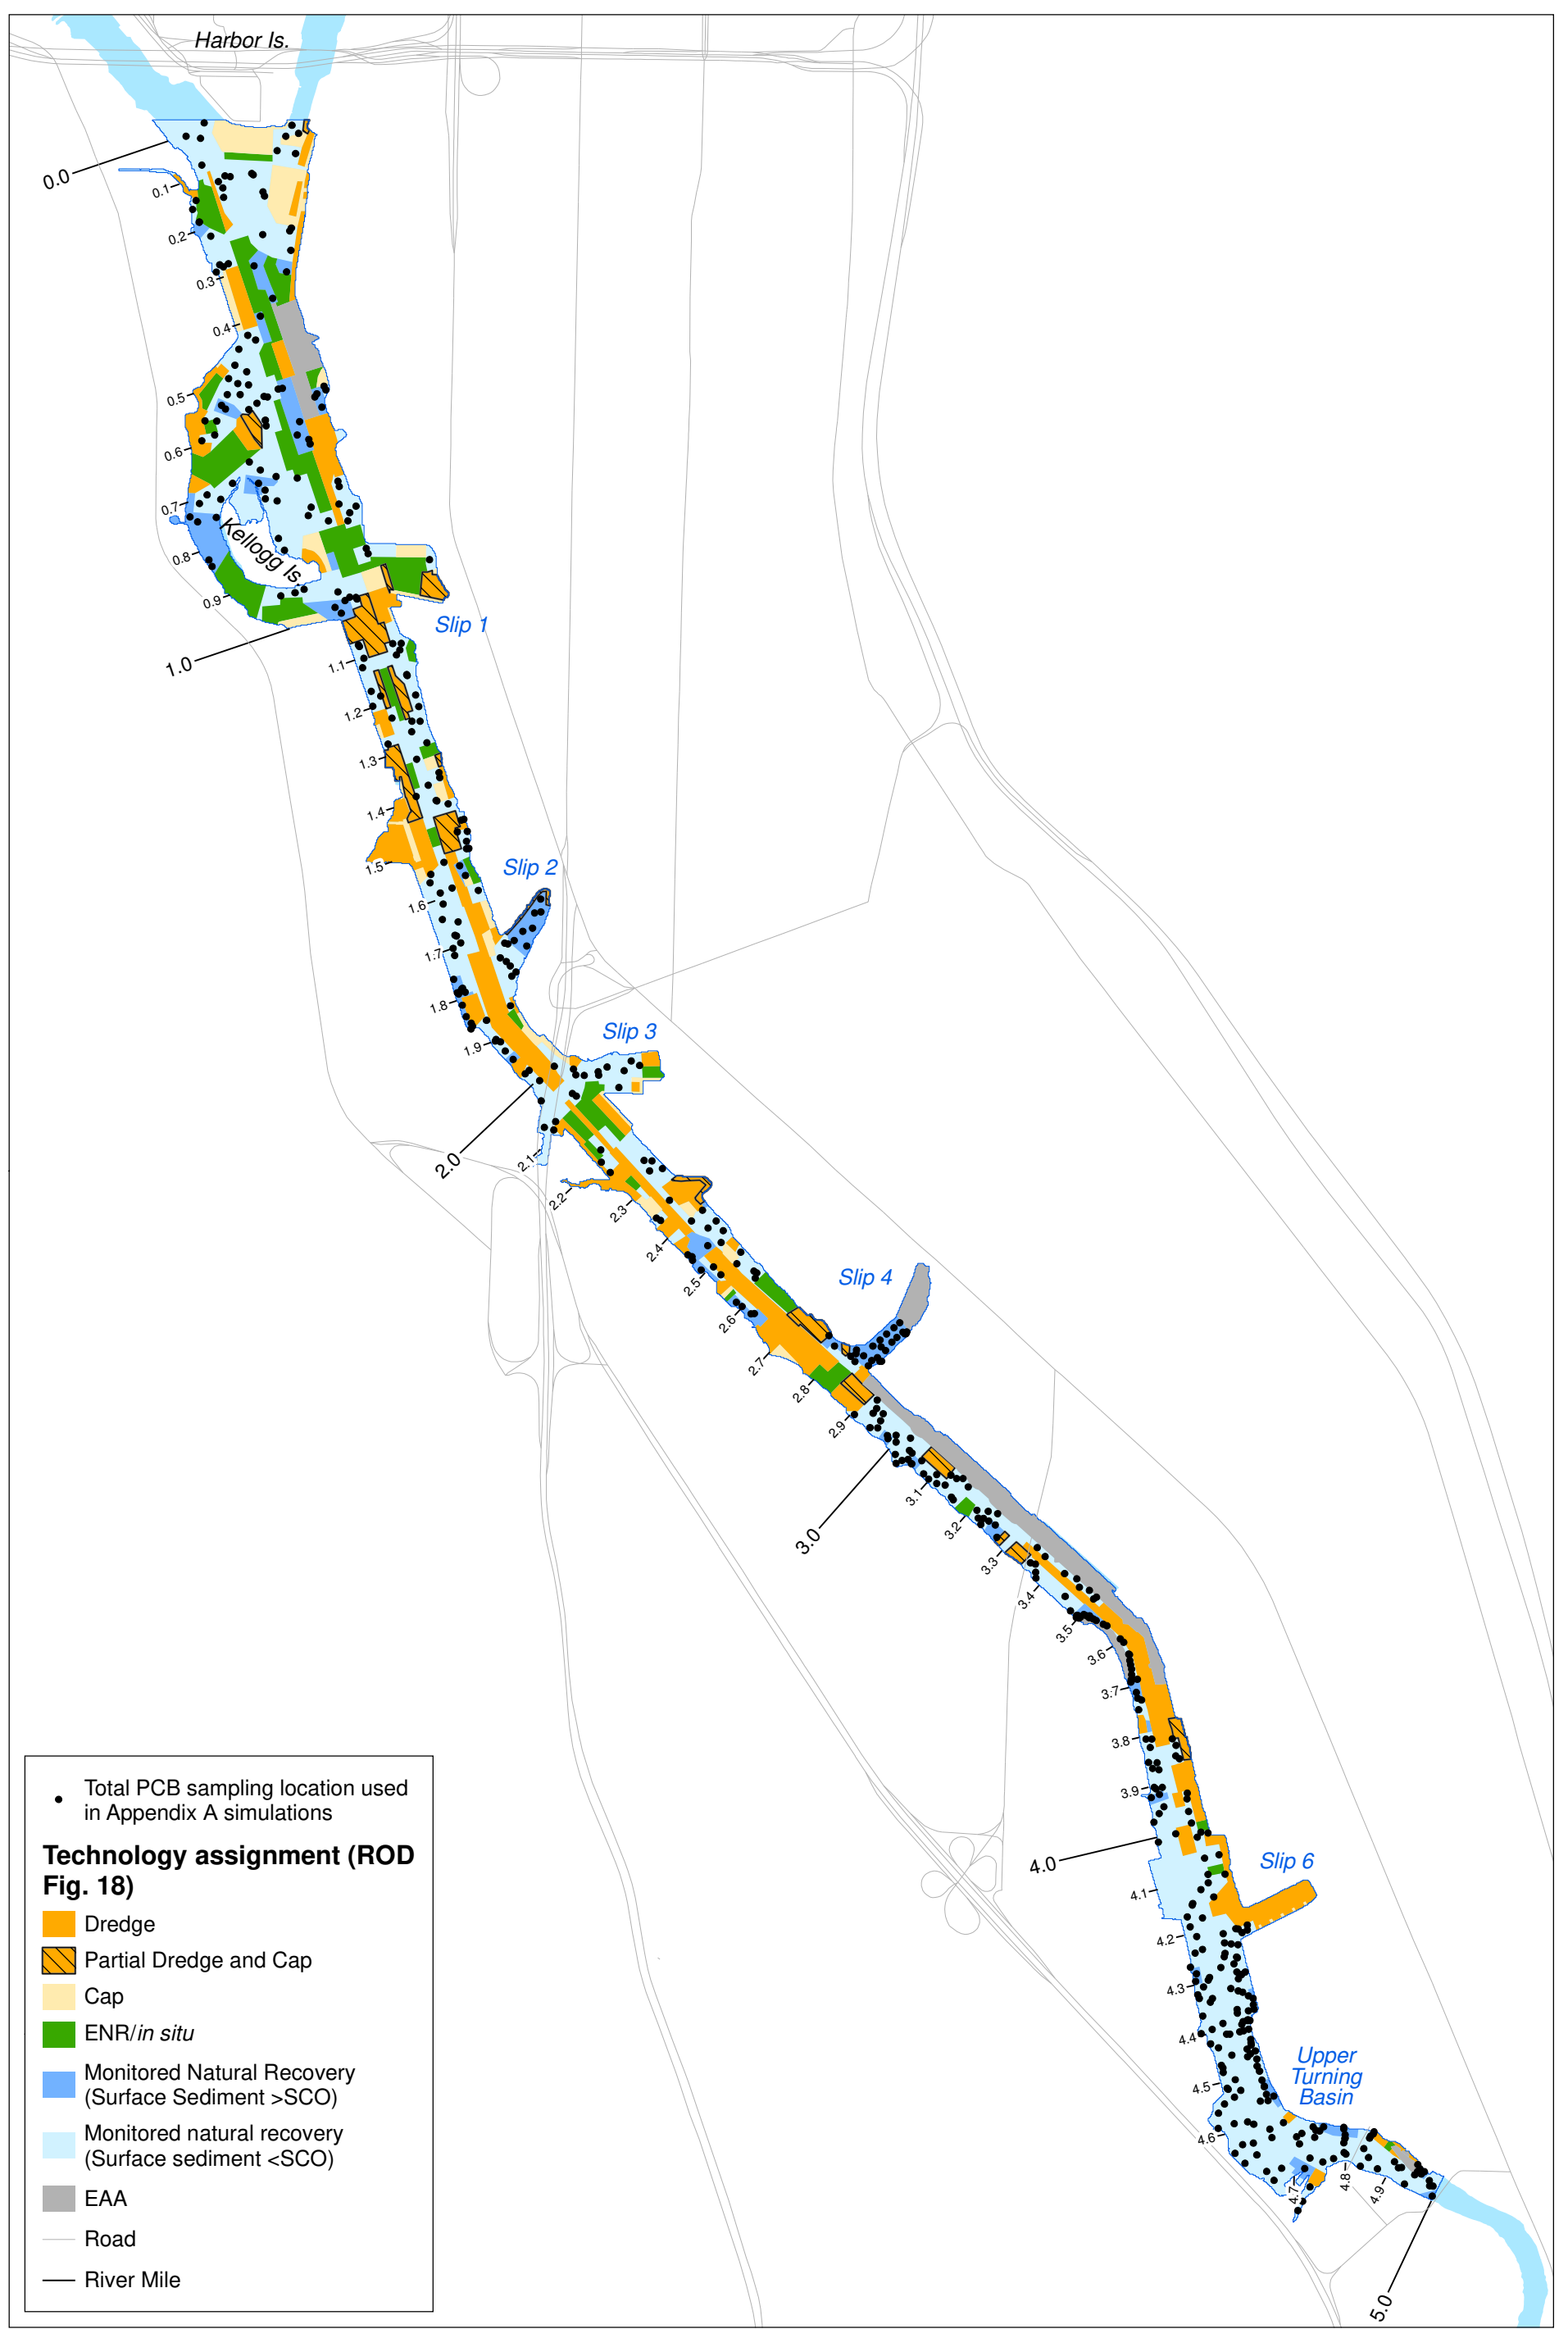 Harbor Is.
0.0
0.1
0.2
0.3
0.4
0.5
0.6
0.7
Kellogg Is.
0.8
0.9
Slip 1
1.0
1.1
1.2
1.3
1.4
1.5
Slip 2
1.6
1.7
1.8
Slip 3
1.9
2.0
2.1
2.2
2.3
2.4
Slip 4
2.5
2.6
2.7
2.8
2.9
3.0
3.1
3.2
3.3
3.4
3.5
3.6
3.7
3.8
3.9
4.0
Slip 6
4.1
4.2
4.3
4.4
Upper
Turning
Basin
4.5
4.6
4.7
4.8
4.9
5.0
Total PCB sampling location used
in Appendix A simulations
Technology assignment (ROD
Fig. 18)
Dredge
Partial Dredge and Cap
Cap
ENR/in situ
Monitored Natural Recovery
(Surface Sediment >SCO)
Monitored natural recovery
(Surface sediment <SCO)
EAA
Road
River Mile